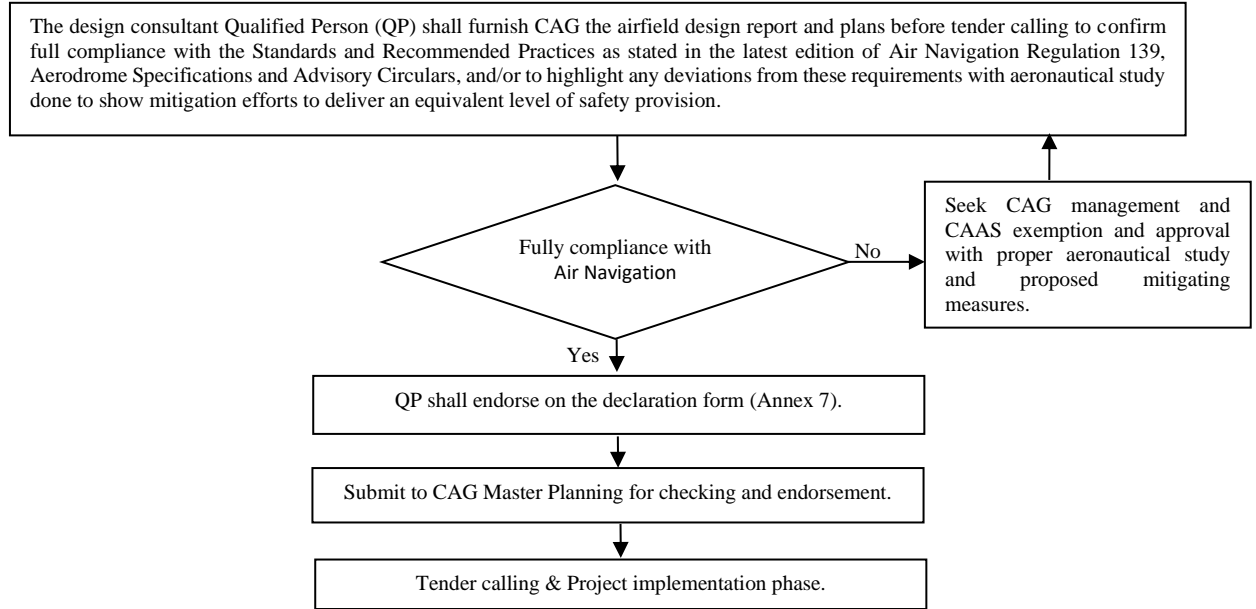 The design consultant Qualified Person (QP) shall furnish CAG the airfield design report and plans before tender calling to confirm
full compliance with the Standards and Recommended Practices as stated in the latest edition of Air Navigation Regulation 139,
Aerodrome Specifications and Advisory Circulars, and/or to highlight any deviations from these requirements with aeronautical study
done to show mitigation efforts to deliver an equivalent level of safety provision.
Fully compliance with
Air Navigation
No
Seek CAG management and
CAAS exemption and approval
with proper aeronautical study
and proposed mitigating
measures.
Yes
QP shall endorse on the declaration form (Annex 7).
Submit to CAG Master Planning for checking and endorsement.
Tender calling & Project implementation phase.